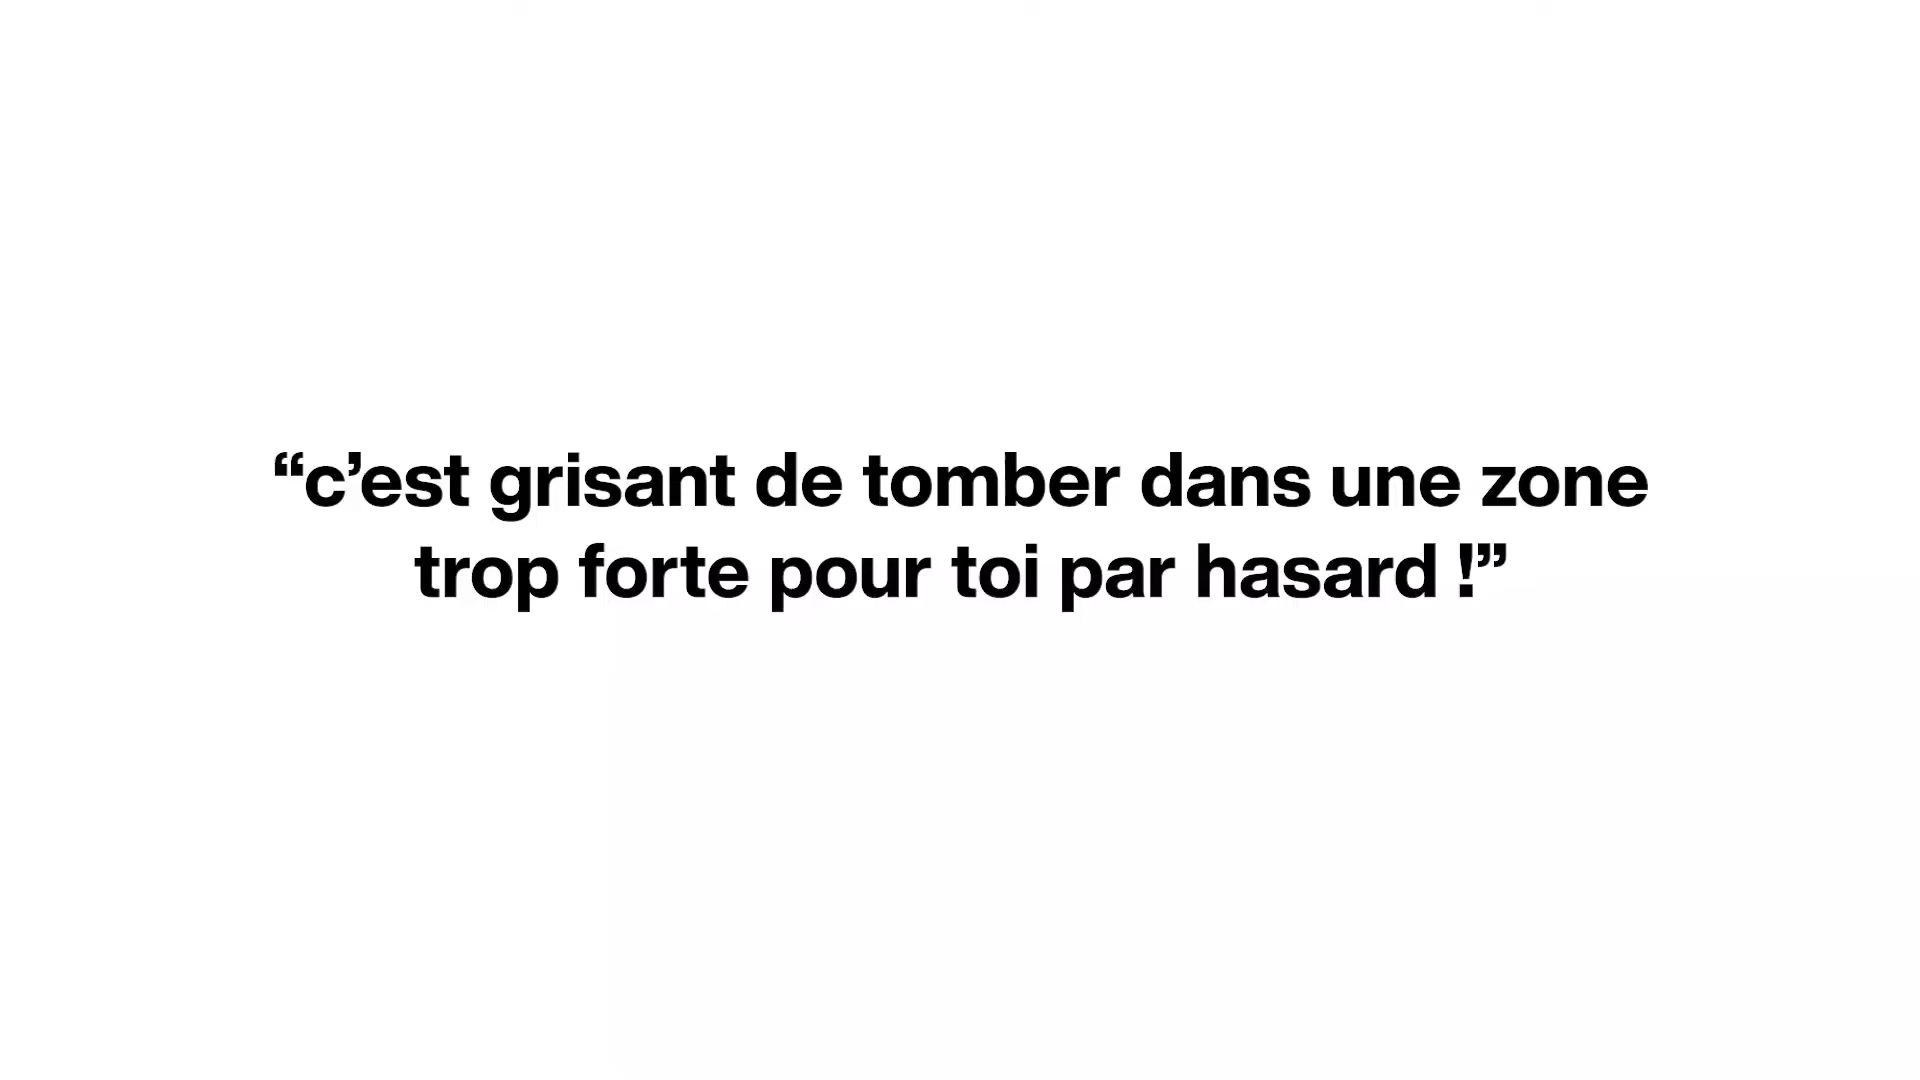 “c’est grisant de tomber dans une zone
trop forte pour toi par hasard !”